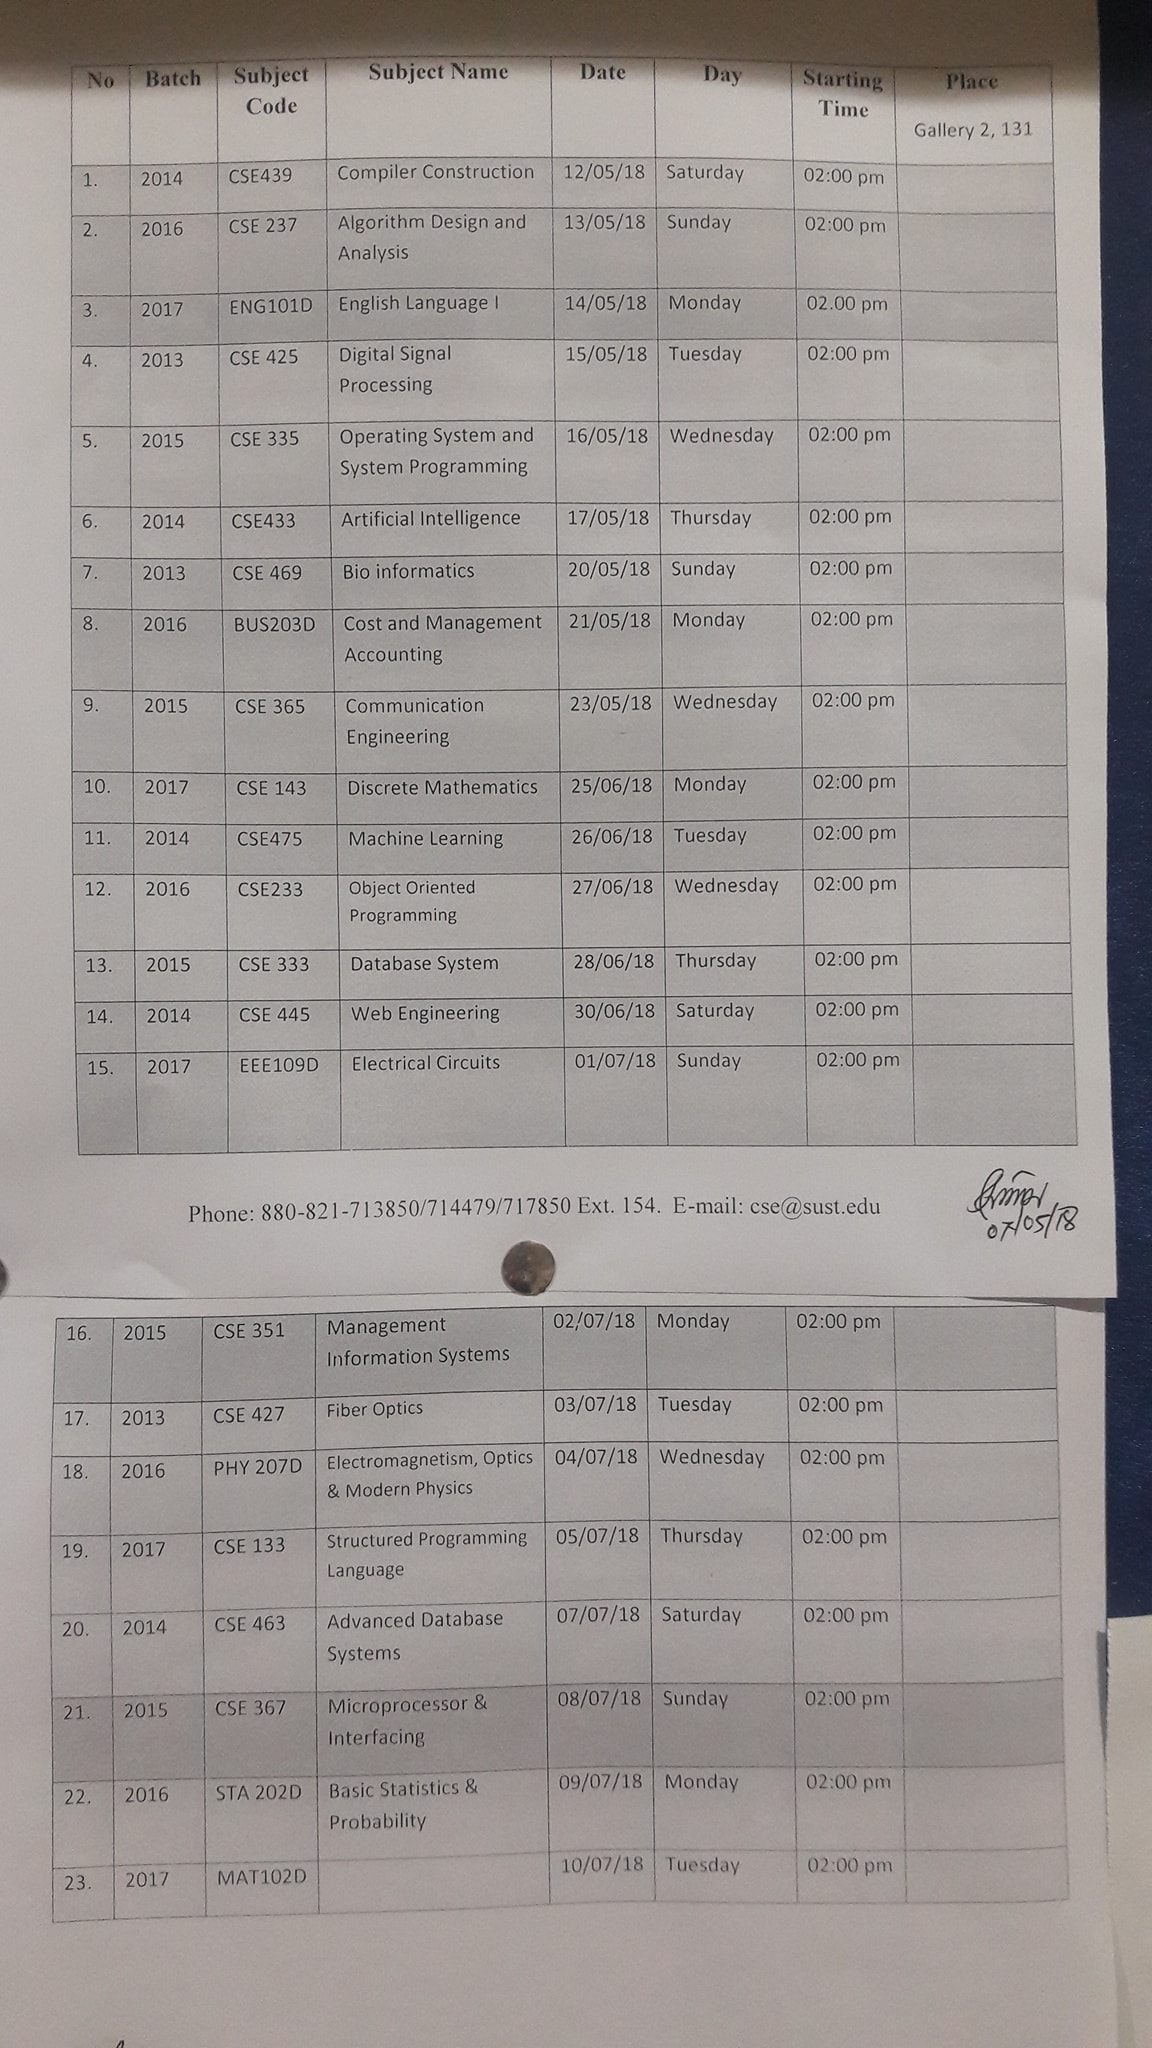 No Batch Subject Code Subject Name Date Day Starting Time Place Gallery 2, 131
1. 2014 CSE439 Compiler Construction 12/05/18 Saturday 02:00 pm
2. 2016 CSE 237 Algorithm Design and Analysis 13/05/18 Sunday 02:00 pm
3. 2017 ENG101D English Language I 14/05/18 Monday 02.00 pm
4. 2013 CSE 425 Digital Signal Processing 15/05/18 Tuesday 02:00 pm
5. 2015 CSE 335 Operating System and System Programming 16/05/18 Wednesday 02:00 pm
6. 2014 CSE433 Artificial Intelligence 17/05/18 Thursday 02:00 pm
7. 2013 CSE 469 Bio informatics 20/05/18 Sunday 02:00 pm
8. 2016 BUS203D Cost and Management Accounting 21/05/18 Monday 02:00 pm
9. 2015 CSE 365 Communication Engineering 23/05/18 Wednesday 02:00 pm
10. 2017 CSE 143 Discrete Mathematics 25/06/18 Monday 02:00 pm
11. 2014 CSE475 Machine Learning 26/06/18 Tuesday 02:00 pm
12. 2016 CSE233 Object Oriented Programming 27/06/18 Wednesday 02:00 pm
13. 2015 CSE 333 Database System 28/06/18 Thursday 02:00 pm
14. 2014 CSE 445 Web Engineering 30/06/18 Saturday 02:00 pm
15. 2017 EEE109D Electrical Circuits 01/07/18 Sunday 02:00 pm
Phone: 880-821-713850/714479/717850 Ext. 154. E-mail: cse@sust.edu
07/05/18
16. 2015 CSE 351 Management Information Systems 02/07/18 Monday 02:00 pm
17. 2013 CSE 427 Fiber Optics 03/07/18 Tuesday 02:00 pm
18. 2016 PHY 207D Electromagnetism, Optics & Modern Physics 04/07/18 Wednesday 02:00 pm
19. 2017 CSE 133 Structured Programming Language 05/07/18 Thursday 02:00 pm
20. 2014 CSE 463 Advanced Database Systems 07/07/18 Saturday 02:00 pm
21. 2015 CSE 367 Microprocessor & Interfacing 08/07/18 Sunday 02:00 pm
22. 2016 STA 202D Basic Statistics & Probability 09/07/18 Monday 02:00 pm
23. 2017 MAT102D 10/07/18 Tuesday 02:00 pm